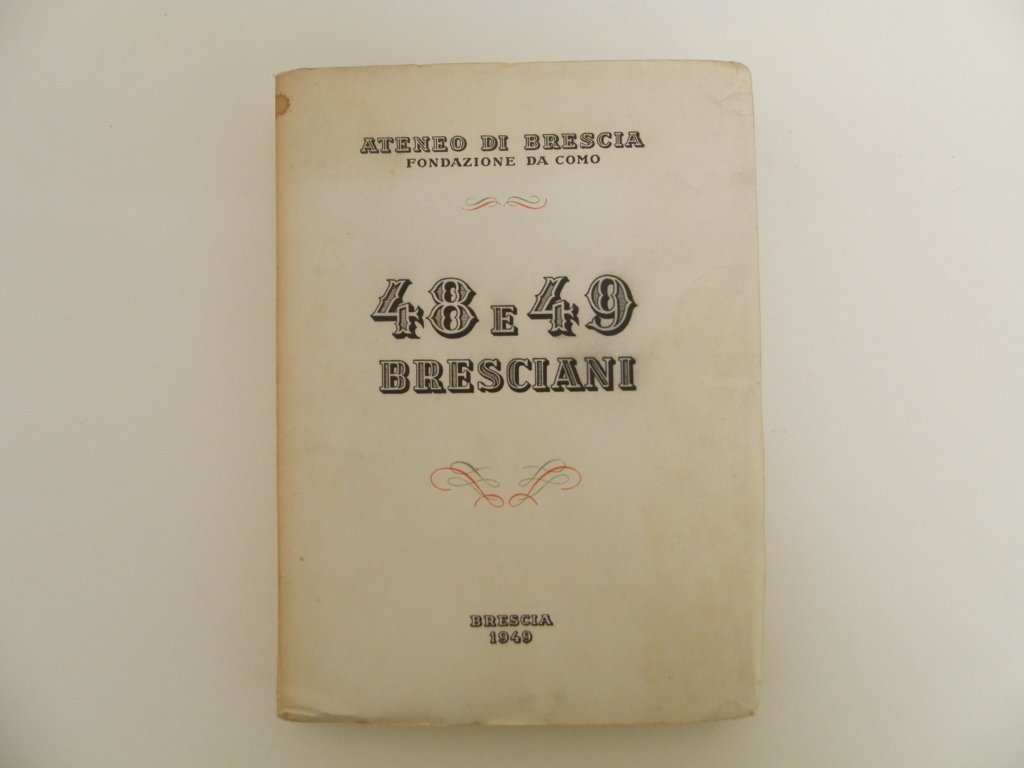 ATENEO DI BRESCIA
FONDAZIONE DA COMO
48 E 49
BRESCIANI
BRESCIA
1949